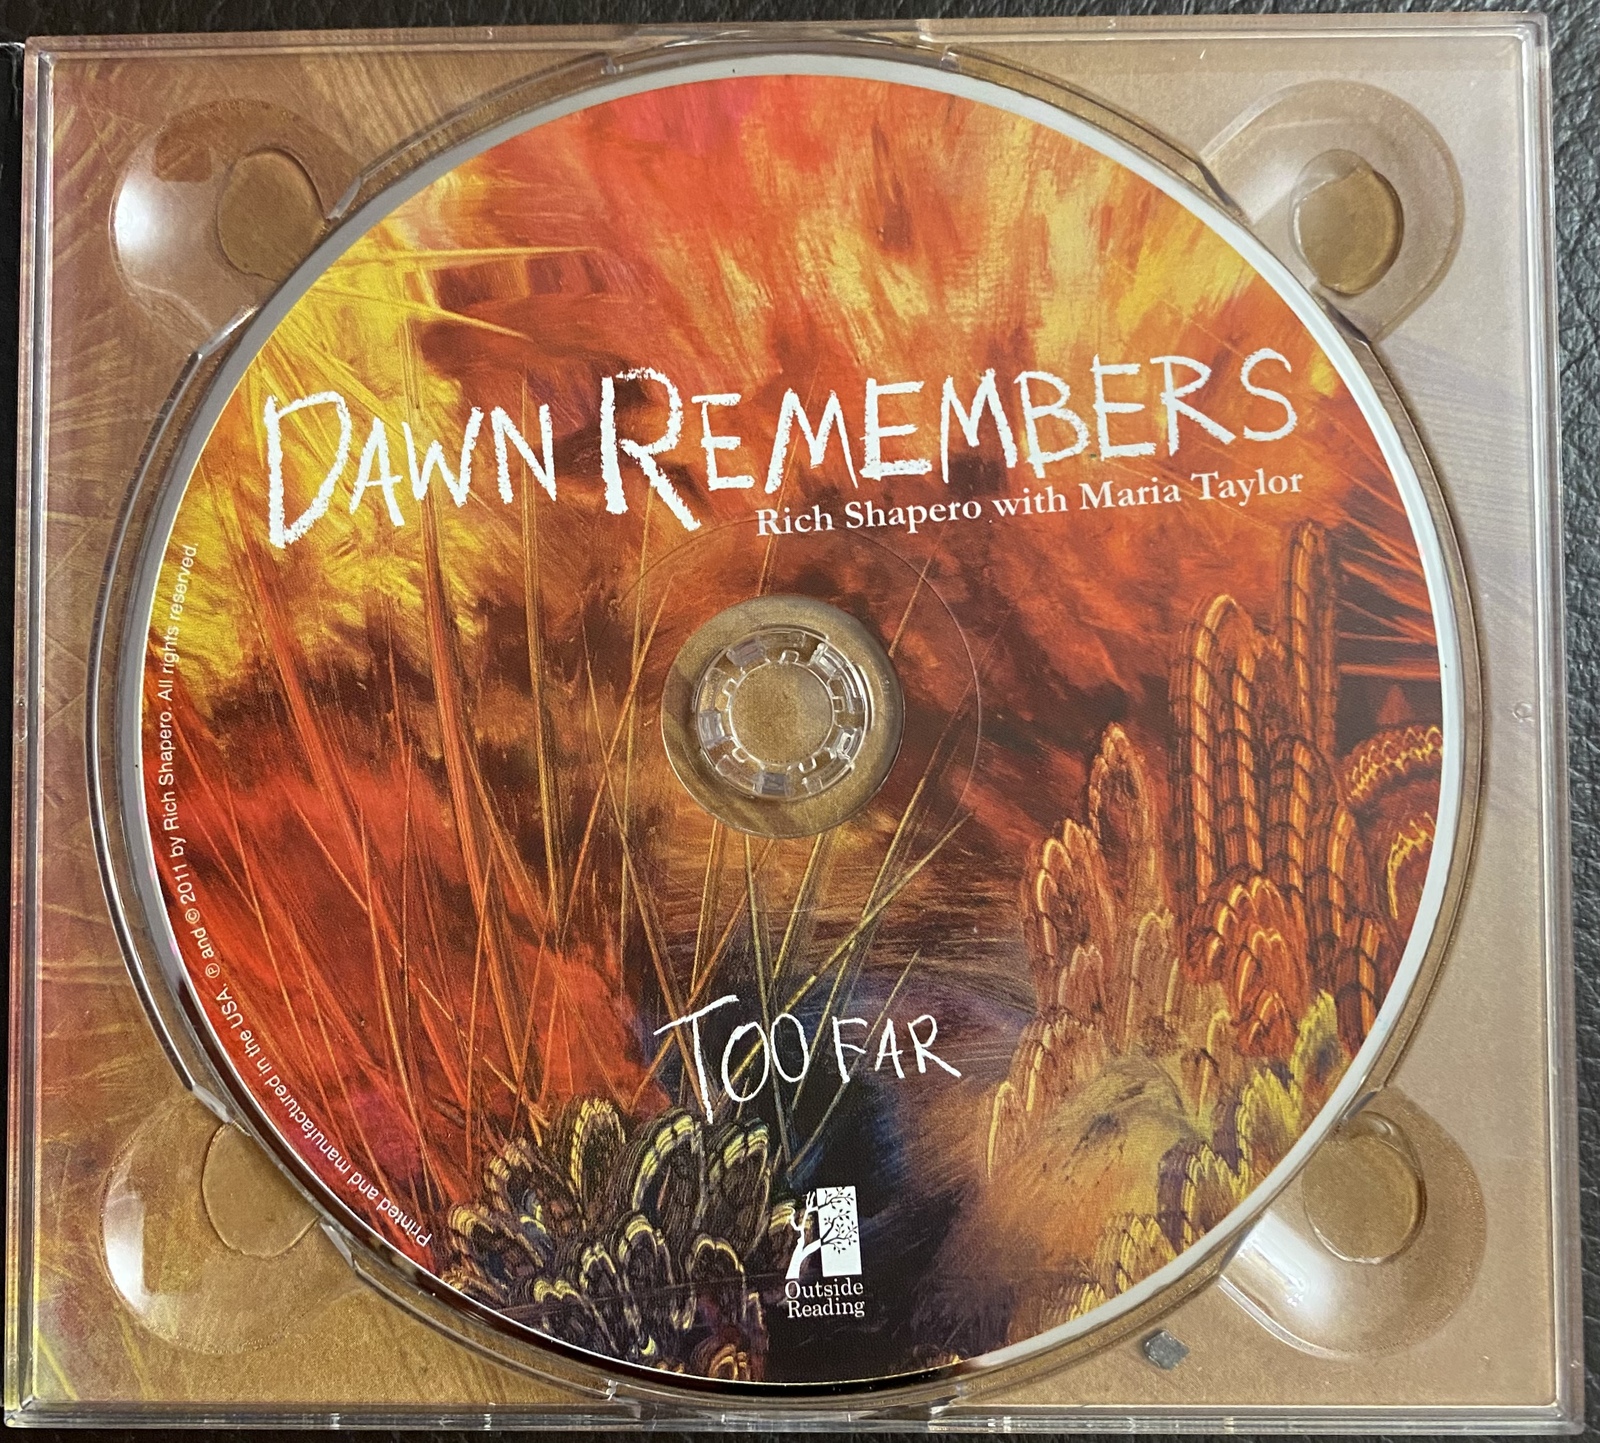 DAWN REMEMBERS
Rich Shapero with Maria Taylor
TOO FAR
Outside
Reading
Printed and manufactured in the USA. ℗ and © 2011 by Rich Shapero. All rights reserved.